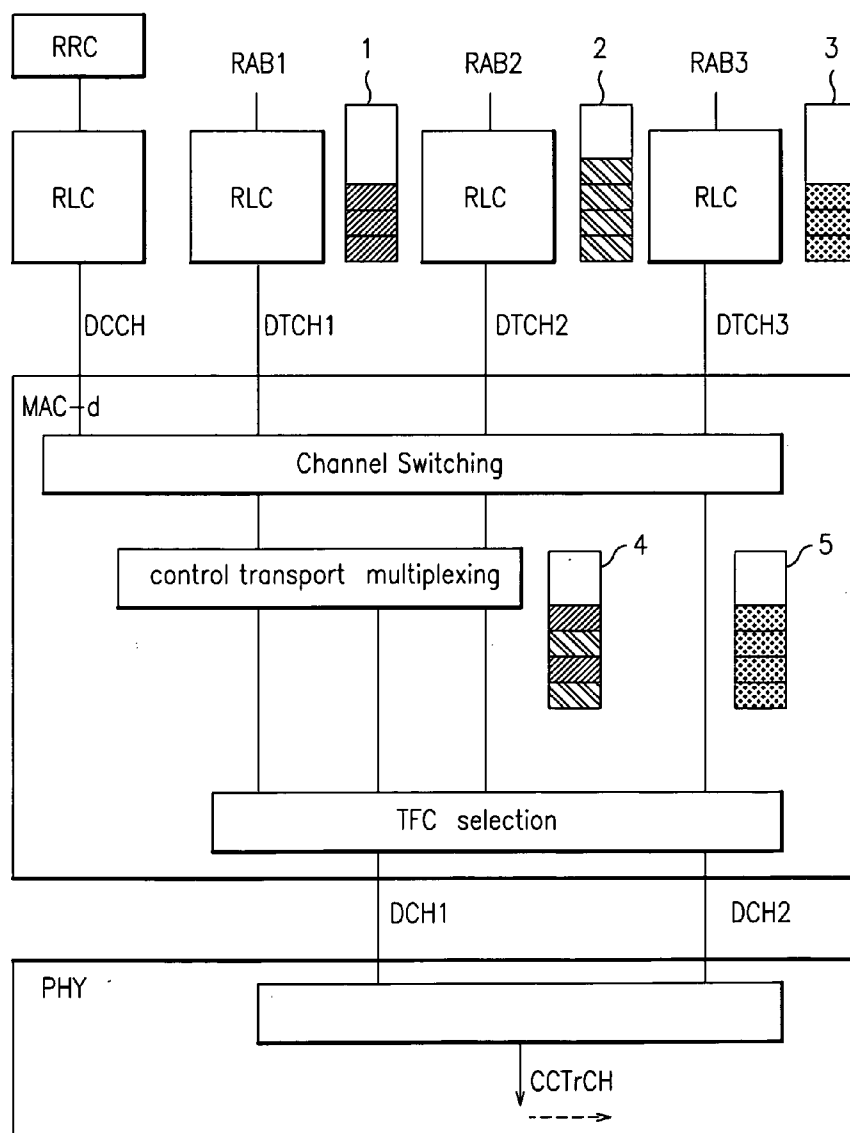 RRC
RAB1
1
RAB2
2
RAB3
3
RLC
RLC
RLC
RLC
DCCH
DTCH1
DTCH2
DTCH3
MAC-d
Channel Switching
control transport multiplexing
4
5
TFC selection
DCH1
DCH2
PHY
CCTrCH